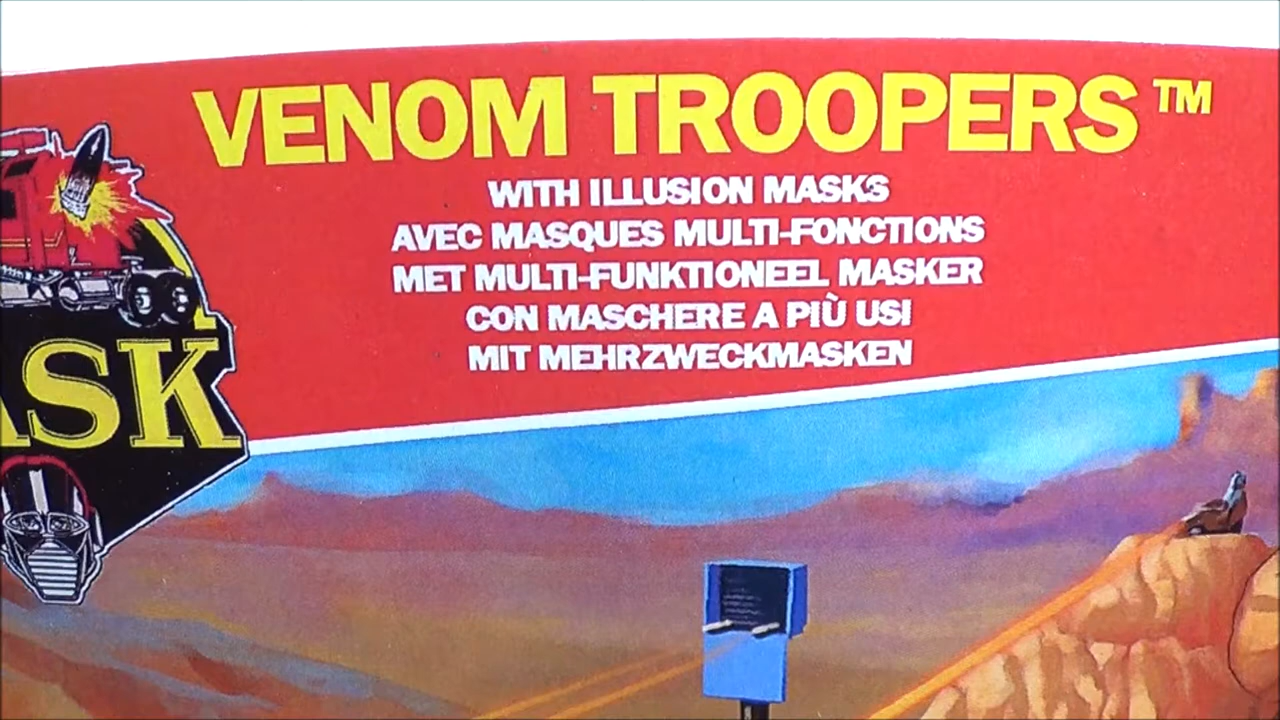 VENOM TROOPERS™
WITH ILLUSION MASKS
AVEC MASQUES MULTI-FONCTIONS
MET MULTI-FUNKTIONEEL MASKER
CON MASCHERE A PIÙ USI
MIT MEHRZWECKMASKEN
ASK